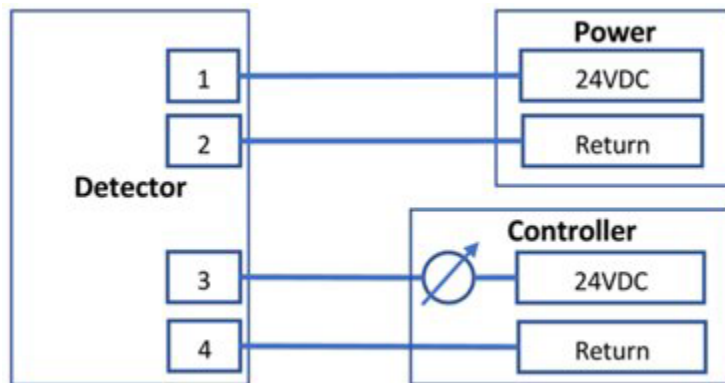 Power
1
24VDC
2
Return
Detector
Controller
3
24VDC
4
Return